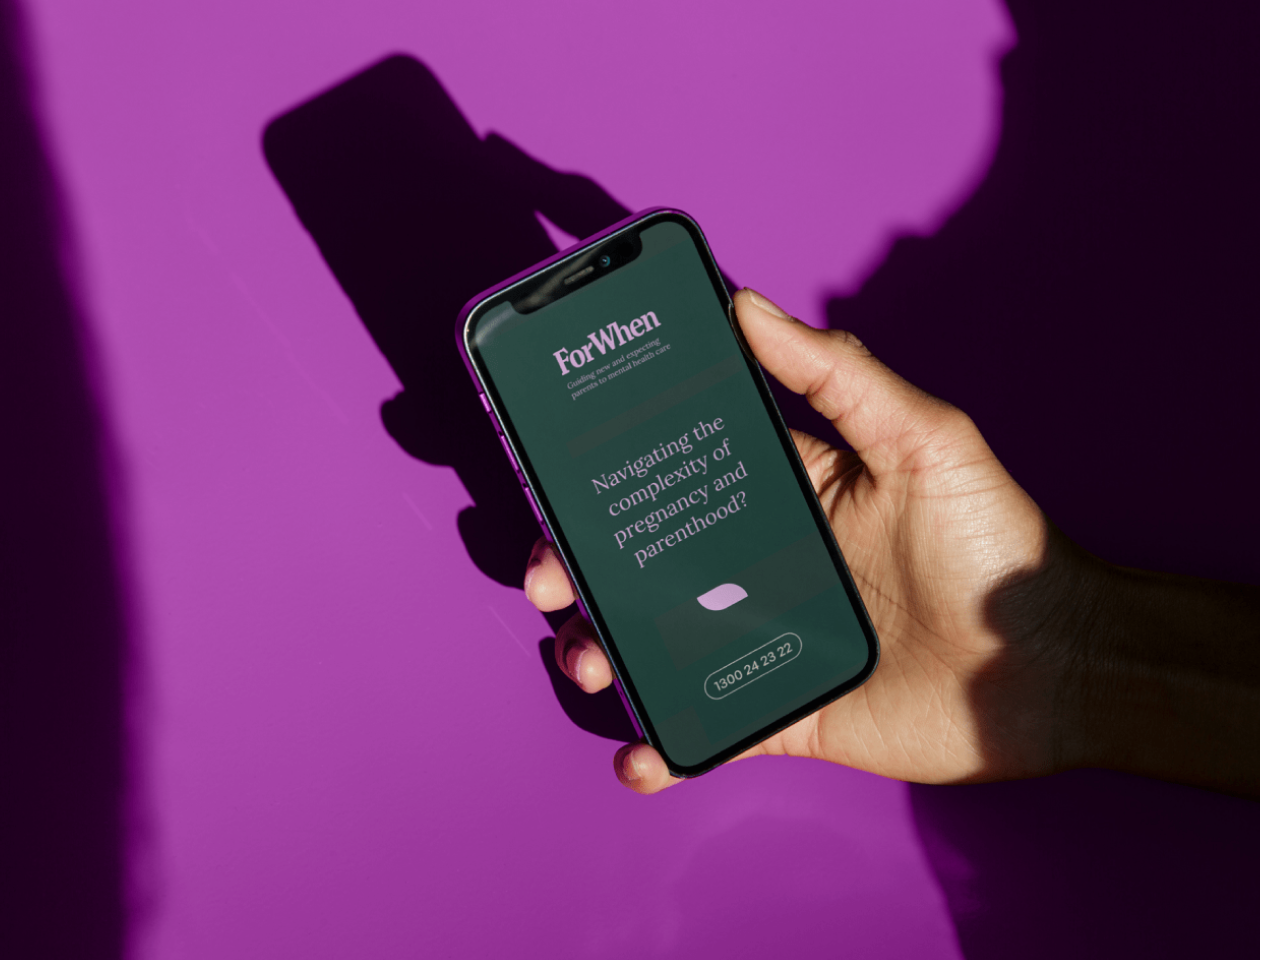 ForWhen
Guiding new and expecting
parents to mental health care
Navigating the
complexity of
pregnancy and
parenthood?
1300 24 23 22